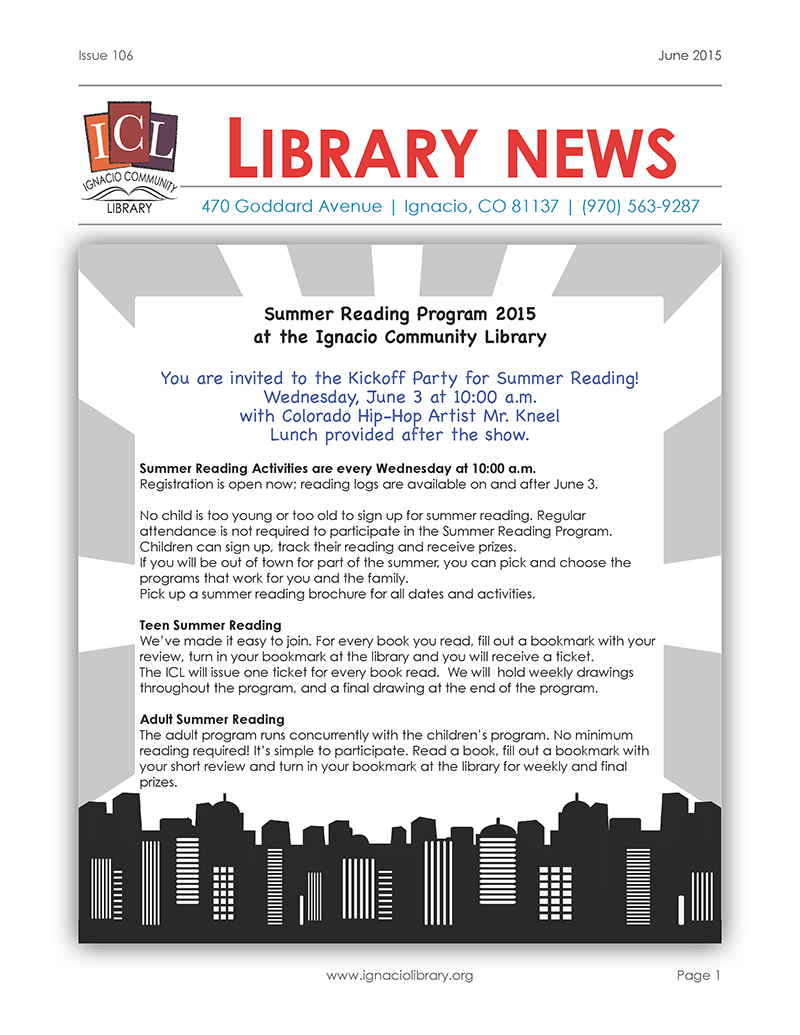 Issue 106
June 2015
ICL
IGNACIO COMMUNITY
LIBRARY
LIBRARY NEWS
470 Goddard Avenue | Ignacio, CO 81137 | (970) 563-9287
Summer Reading Program 2015
at the Ignacio Community Library
You are invited to the Kickoff Party for Summer Reading!
Wednesday, June 3 at 10:00 a.m.
with Colorado Hip-Hop Artist Mr. Kneel
Lunch provided after the show.
Summer Reading Activities are every Wednesday at 10:00 a.m.
Registration is open now; reading logs are available on and after June 3.
No child is too young or too old to sign up for summer reading. Regular
attendance is not required to participate in the Summer Reading Program.
Children can sign up, track their reading and receive prizes.
If you will be out of town for part of the summer, you can pick and choose the
programs that work for you and the family.
Pick up a summer reading brochure for all dates and activities.
Teen Summer Reading
We've made it easy to join. For every book you read, fill out a bookmark with your
review, turn in your bookmark at the library and you will receive a ticket.
The ICL will issue one ticket for every book read.  We will  hold weekly drawings
throughout the program, and a final drawing at the end of the program.
Adult Summer Reading
The adult program runs concurrently with the children's program. No minimum
reading required! It's simple to participate. Read a book, fill out a bookmark with
your short review and turn in your bookmark at the library for weekly and final
prizes.
www.ignaciolibrary.org
Page 1